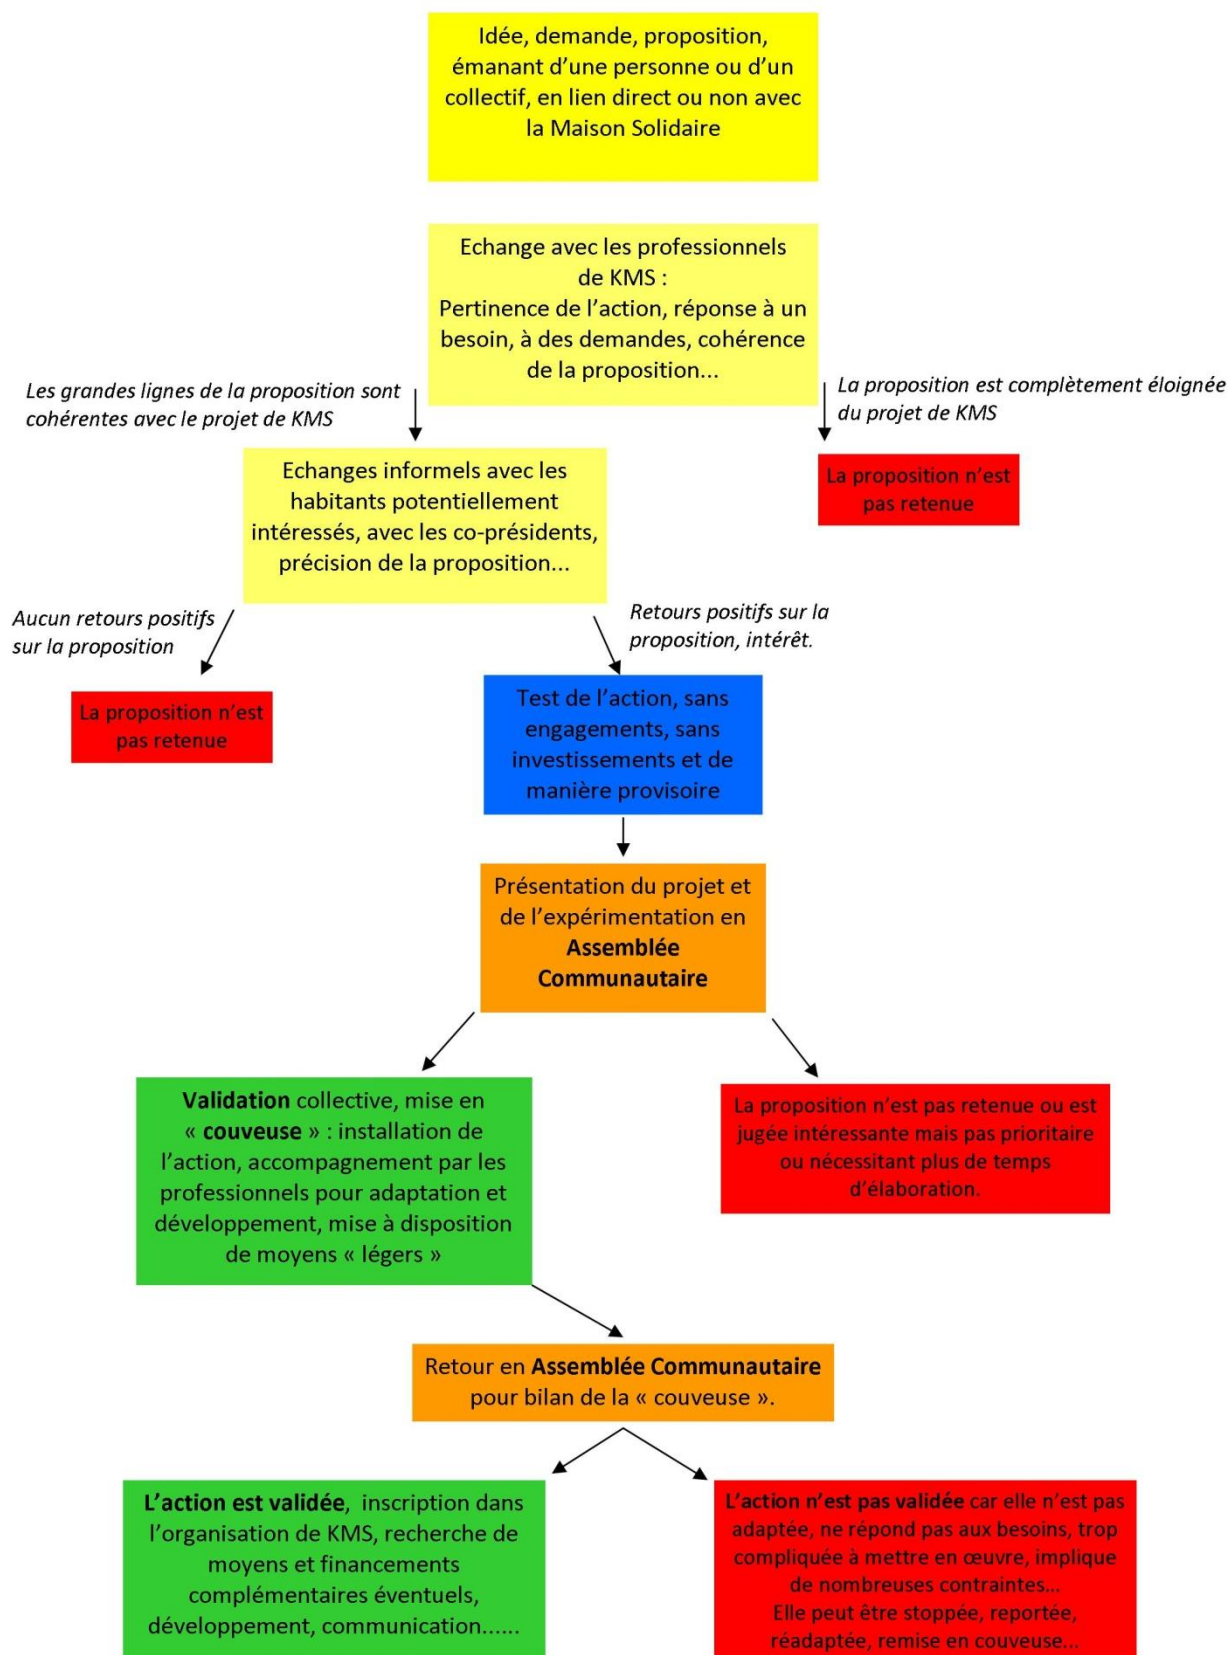 Idée, demande, proposition,
émanant d’une personne ou d’un
collectif, en lien direct ou non avec
la Maison Solidaire
Echange avec les professionnels
de KMS :
Pertinence de l’action, réponse à un
besoin, à des demandes, cohérence
de la proposition...
Les grandes lignes de la proposition sont
cohérentes avec le projet de KMS
La proposition est complètement éloignée
du projet de KMS
Echanges informels avec les
habitants potentiellement
intéressés, avec les co-présidents,
précision de la proposition...
La proposition n’est
pas retenue
Aucun retours positifs
sur la proposition
Retours positifs sur la
proposition, intérêt.
La proposition n’est
pas retenue
Test de l’action, sans
engagements, sans
investissements et de
manière provisoire
Présentation du projet et
de l’expérimentation en
Assemblée
Communautaire
Validation collective, mise en
« couveuse » : installation de
l’action, accompagnement par les
professionnels pour adaptation et
développement, mise à disposition
de moyens « légers »
La proposition n’est pas retenue ou est
jugée intéressante mais pas prioritaire
ou nécessitant plus de temps
d’élaboration.
Retour en Assemblée Communautaire
pour bilan de la « couveuse ».
L’action est validée, inscription dans
l’organisation de KMS, recherche de
moyens et financements
complémentaires éventuels,
développement, communication......
L’action n’est pas validée car elle n’est pas
adaptée, ne répond pas aux besoins, trop
compliquée à mettre en œuvre, implique
de nombreuses contraintes...
Elle peut être stoppée, reportée,
réadaptée, remise en couveuse...